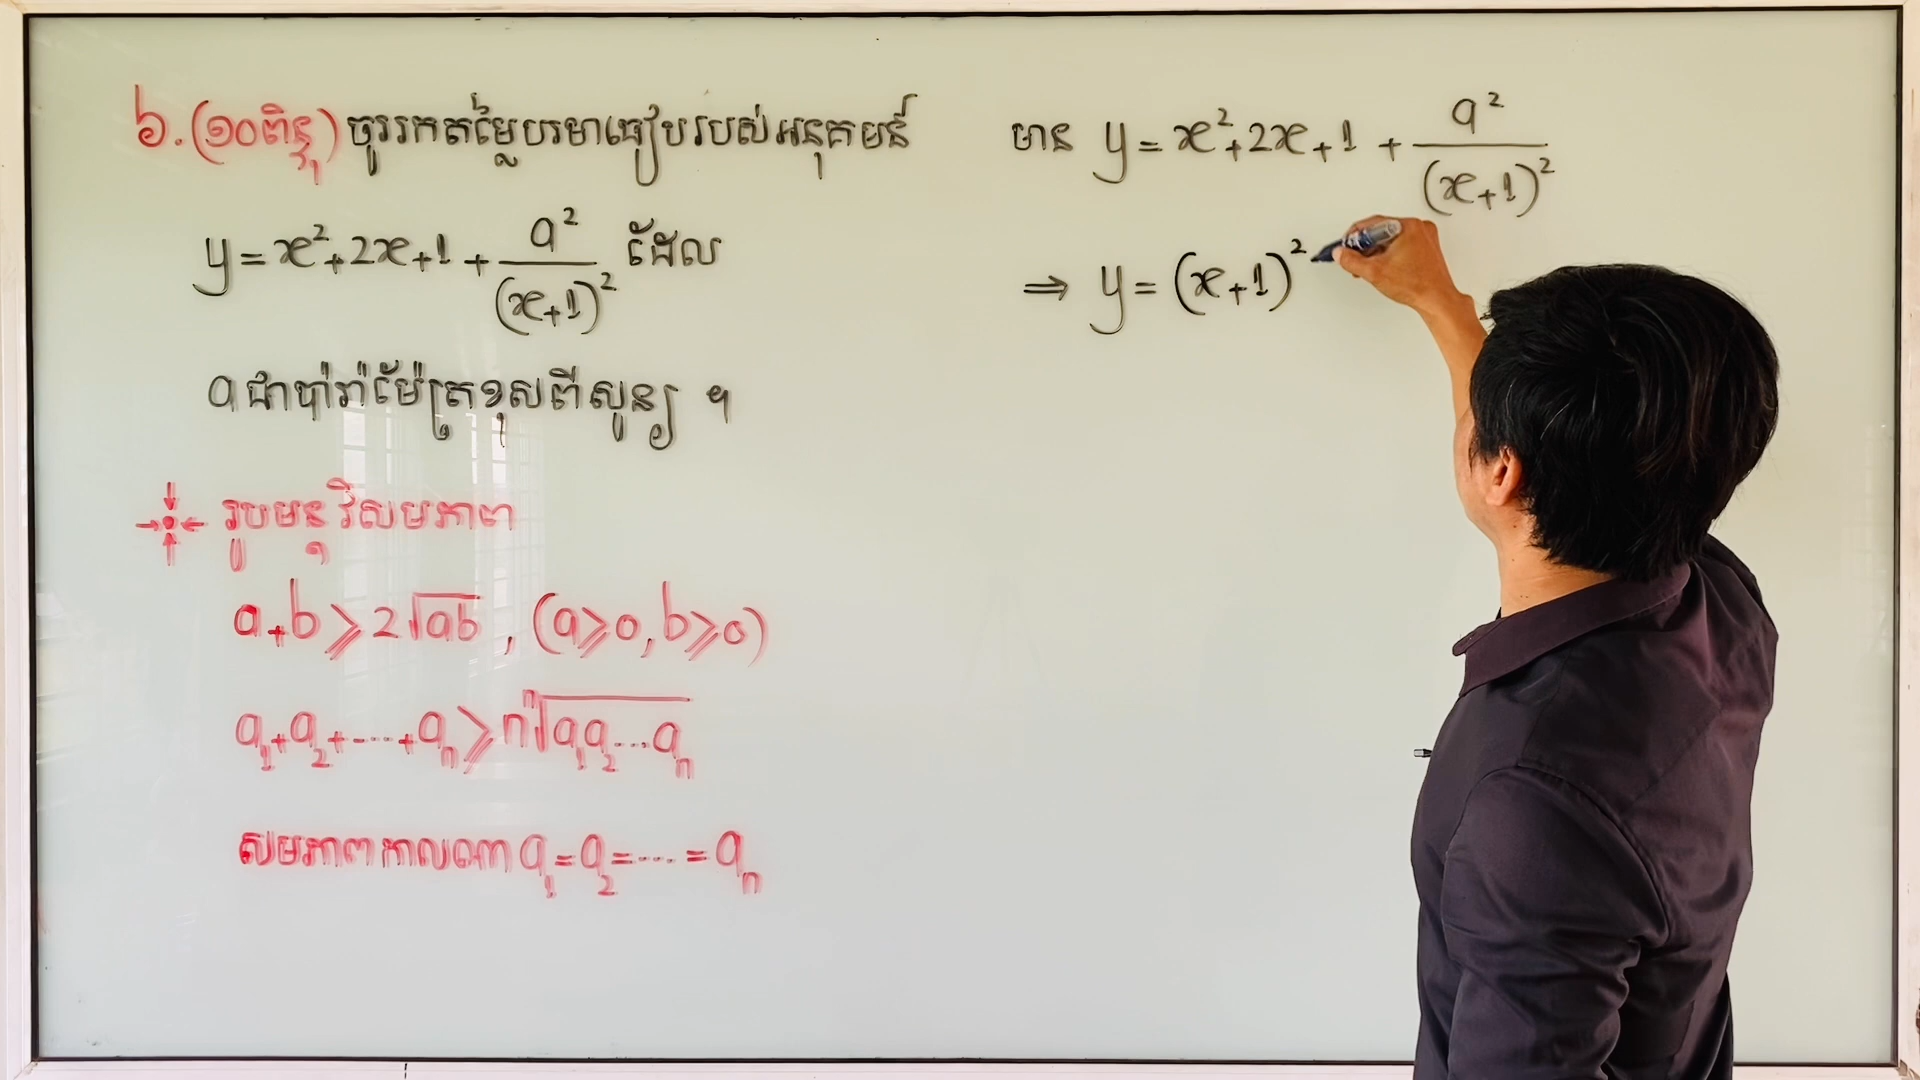 ៦.(១០ពិន្ទុ) ចូររកតម្លៃបរមាធៀបរបស់អនុគមន៍
y = x² + 2x + 1 + a²/(x+1)² ដែល
a ជាប៉ារ៉ាម៉ែត្រខុសពីសូន្យ ។
រូបមន្តវិសមភាព
a+b ⩾ 2√ab , (a⩾0, b⩾0)
a₁+a₂+----+aₙ ⩾ n ⁿ√a₁a₂...aₙ
សមភាពកាលណា a₁=a₂=----=aₙ
មាន y = x² + 2x + 1 + a²/(x+1)²
⇒ y = (x+1)²